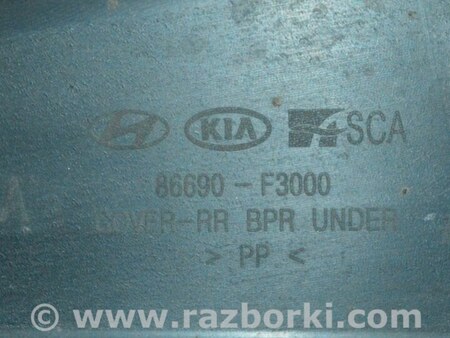 KIA SCA
86690-F3000
COVER-RR BPR UNDER
> PP <
© www.razborki.com